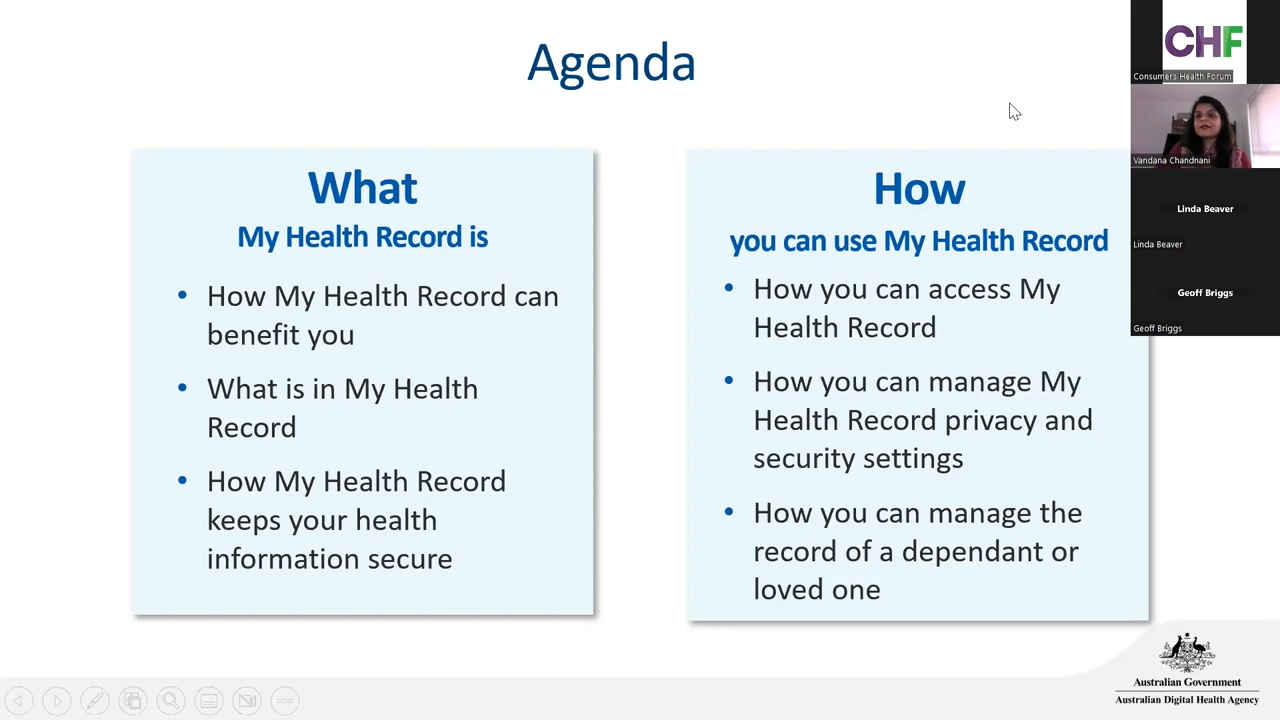 Agenda
What
My Health Record is
• How My Health Record can
benefit you
• What is in My Health
Record
• How My Health Record
keeps your health
information secure
How
you can use My Health Record
• How you can access My
Health Record
• How you can manage My
Health Record privacy and
security settings
• How you can manage the
record of a dependant or
loved one
CHF
Consumers Health Forum
Vandana Chandnani
Linda Beaver
Linda Beaver
Geoff Briggs
Geoff Briggs
Australian Government
Australian Digital Health Agency